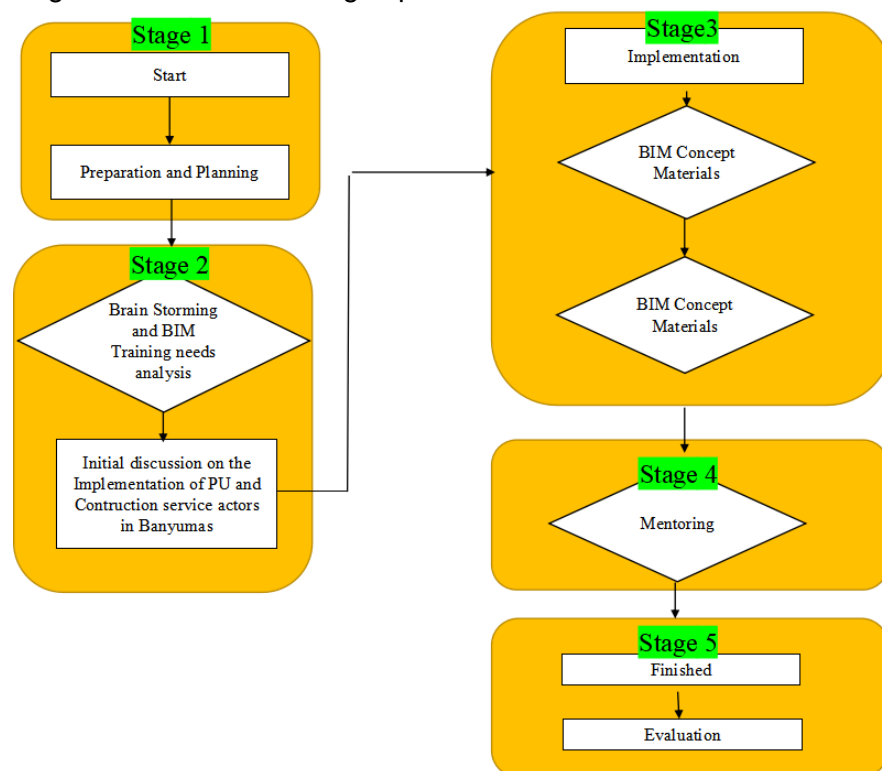 Stage 1
Start
Preparation and Planning
Stage 2
Brain Storming
and BIM
Training needs
analysis
Initial discussion on the
Implementation of PU and
Contruction service actors
in Banyumas
Stage3
Implementation
BIM Concept
Materials
BIM Concept
Materials
Stage 4
Mentoring
Stage 5
Finished
Evaluation